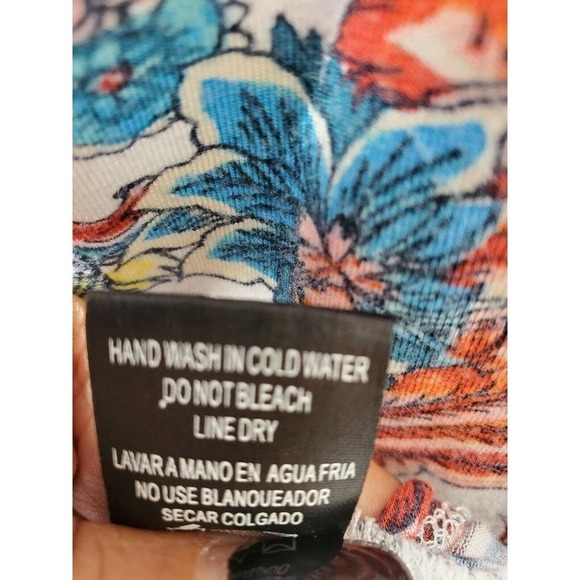 HAND WASH IN COLD WATER
DO NOT BLEACH
LINE DRY
LAVAR A MANO EN AGUA FRIA
NO USE BLANQUEADOR
SECAR COLGADO